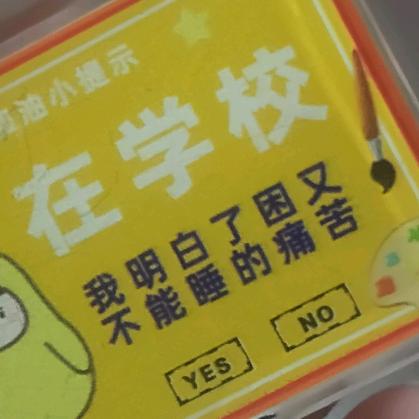 油小提示
在学校
我明白了困又
不能睡的痛苦
YES
NO